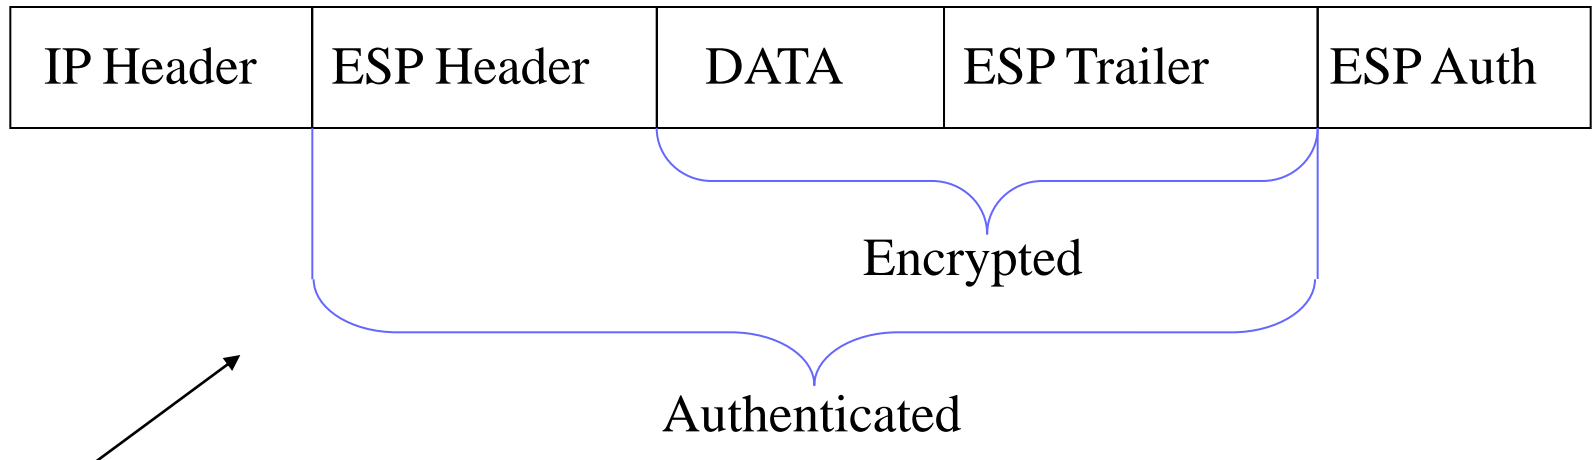 IP Header ESP Header DATA ESP Trailer ESP Auth
Encrypted
Authenticated